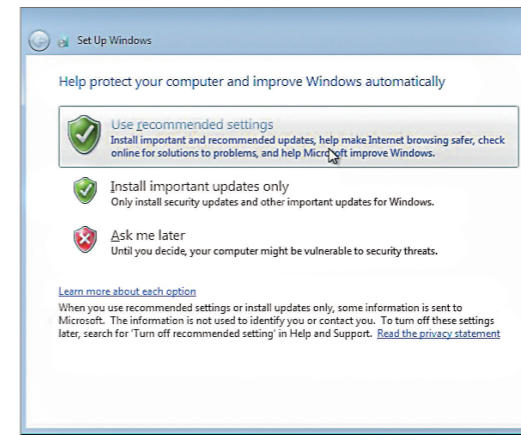 Set Up Windows
Help protect your computer and improve Windows automatically
Use recommended settings
Install important and recommended updates, help make Internet browsing safer, check
online for solutions to problems, and help Microsoft improve Windows.
Install important updates only
Only install security updates and other important updates for Windows.
Ask me later
Until you decide, your computer might be vulnerable to security threats.
Learn more about each option
When you use recommended settings or install updates only, some information is sent to
Microsoft. The information is not used to identify you or contact you. To turn off these settings
later, search for 'Turn off recommended setting' in Help and Support. Read the privacy statement